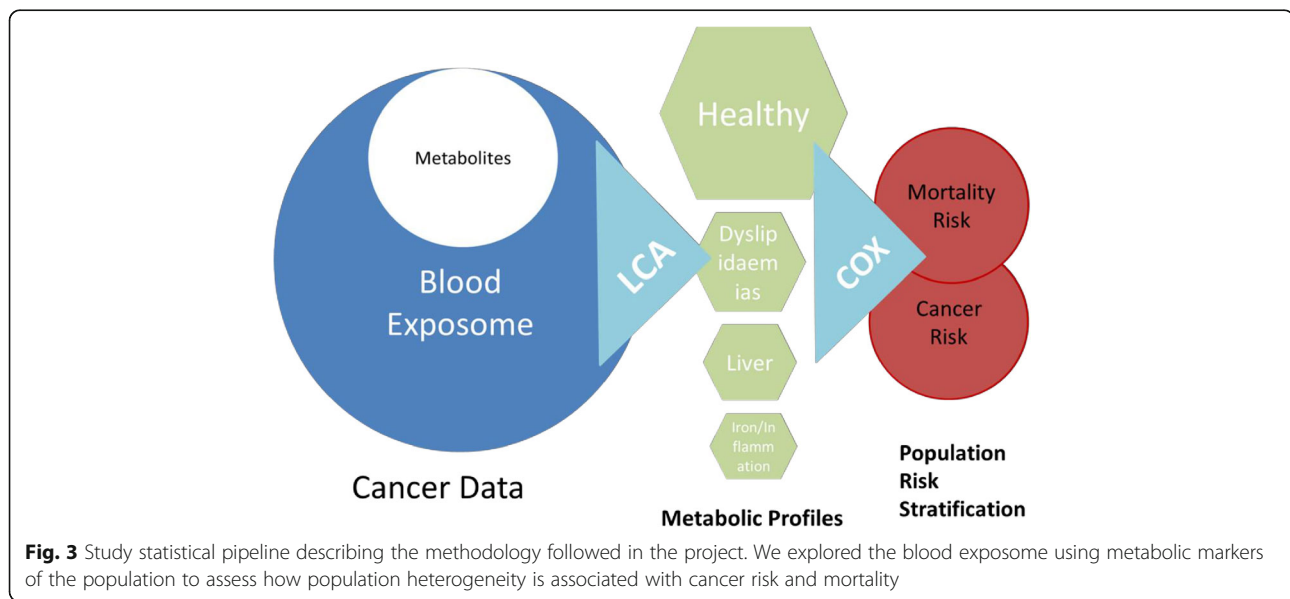 Metabolites
Blood
Exposome
Cancer Data
LCA
Healthy
Dyslip
idaem
ias
Liver
Iron/In
flamm
ation
Metabolic Profiles
COX
Mortality
Risk
Cancer
Risk
Population
Risk
Stratification
Fig. 3 Study statistical pipeline describing the methodology followed in the project. We explored the blood exposome using metabolic markers
of the population to assess how population heterogeneity is associated with cancer risk and mortality